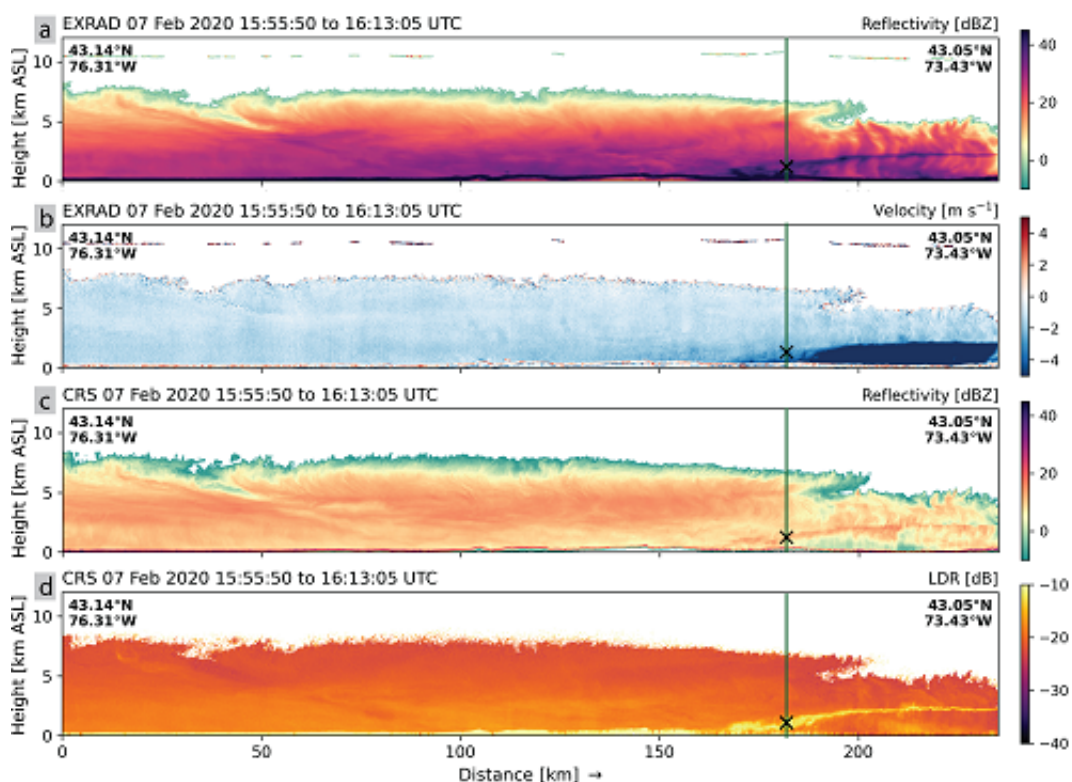 a EXRAD 07 Feb 2020 15:55:50 to 16:13:05 UTC Reflectivity [dBZ]
43.14°N 43.05°N
76.31°W 73.43°W
Height [km ASL]
10
5
0
40
20
0
b EXRAD 07 Feb 2020 15:55:50 to 16:13:05 UTC Velocity [m s⁻¹]
43.14°N 43.05°N
76.31°W 73.43°W
Height [km ASL]
10
5
0
4
2
0
−2
−4
c CRS 07 Feb 2020 15:55:50 to 16:13:05 UTC Reflectivity [dBZ]
43.14°N 43.05°N
76.31°W 73.43°W
Height [km ASL]
10
5
0
40
20
0
d CRS 07 Feb 2020 15:55:50 to 16:13:05 UTC LDR [dB]
43.14°N 43.05°N
76.31°W 73.43°W
Height [km ASL]
10
5
0
−10
−20
−30
−40
0 50 100 150 200
Distance [km] →